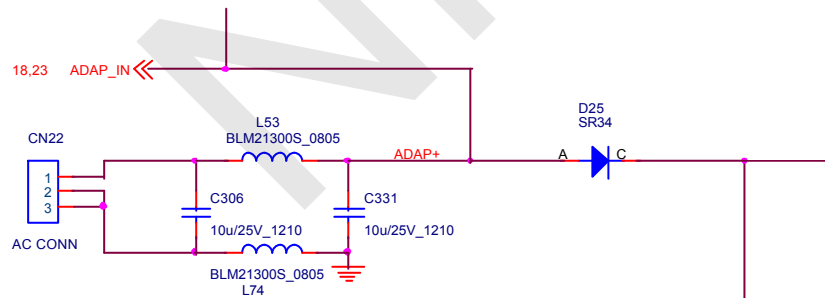 18,23 ADAP_IN
D25
SR34
L53
BLM21300S_0805
CN22
ADAP+
A C
1
2
3
C306
C331
10u/25V_1210
10u/25V_1210
AC CONN
BLM21300S_0805
L74